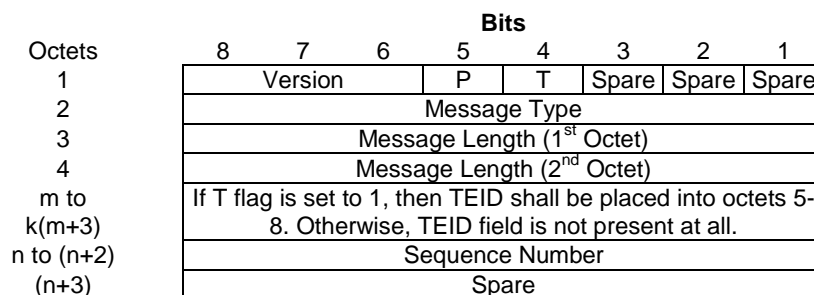 Bits
Octets 8 7 6 5 4 3 2 1
1 Version P T Spare Spare Spare
2 Message Type
3 Message Length (1st Octet)
4 Message Length (2nd Octet)
m to k(m+3) If T flag is set to 1, then TEID shall be placed into octets 5-
8. Otherwise, TEID field is not present at all.
n to (n+2) Sequence Number
(n+3) Spare